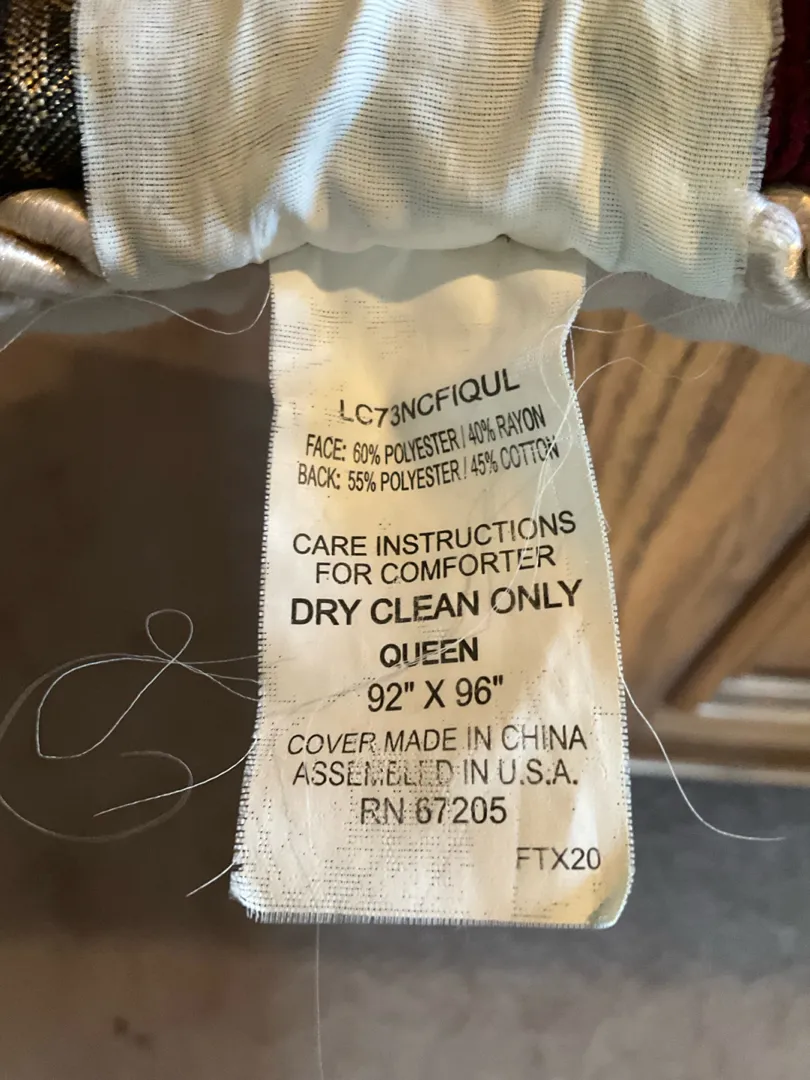 LC73NCFIQUL
FACE: 60% POLYESTER / 40% RAYON
BACK: 55% POLYESTER / 45% COTTON
CARE INSTRUCTIONS
FOR COMFORTER
DRY CLEAN ONLY
QUEEN
92" X 96"
COVER MADE IN CHINA
ASSEMBLED IN U.S.A.
RN 67205
FTX20